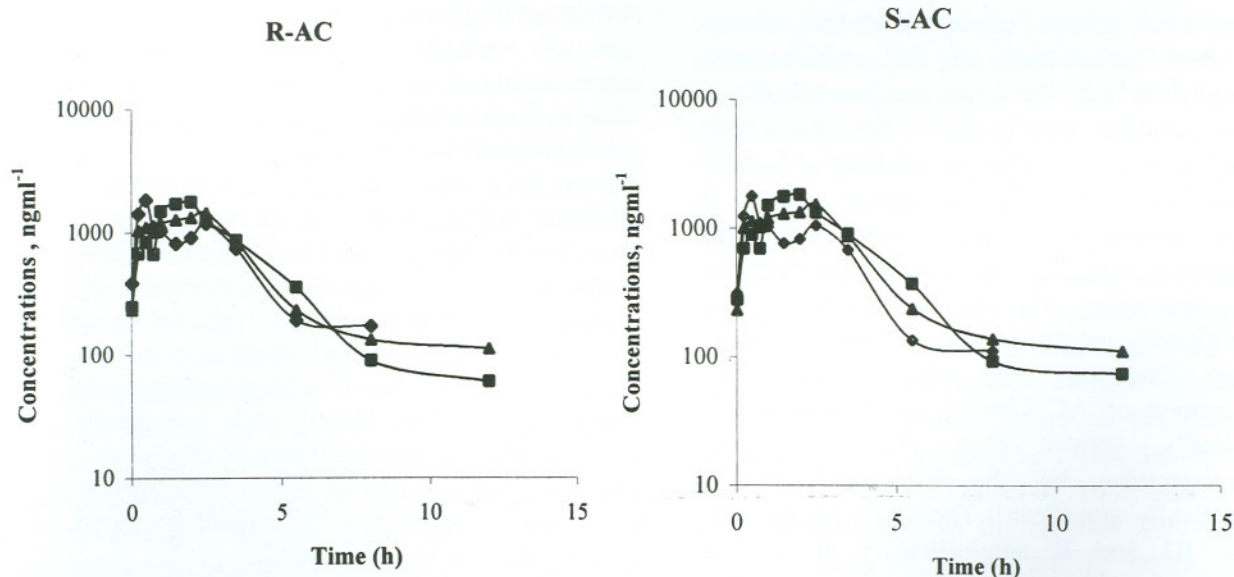 R-AC
10000
1000
100
10
Concentrations , ngml-1
0 5 10 15
Time (h)
S-AC
10000
1000
100
10
Concentrations, ngml-1
0 5 10 15
Time (h)